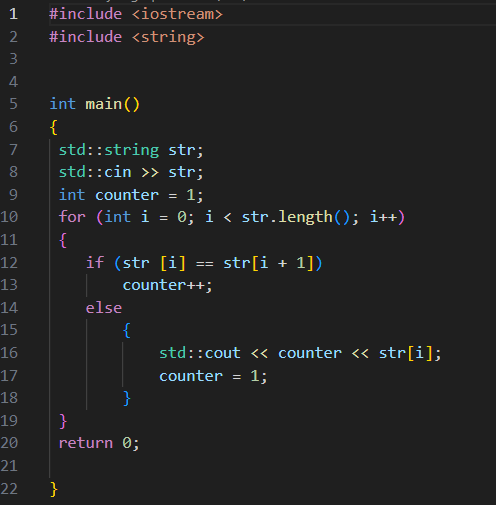 1 #include <iostream>
2 #include <string>
3
4
5 int main()
6 {
7 std::string str;
8 std::cin >> str;
9 int counter = 1;
10 for (int i = 0; i < str.length(); i++)
11 {
12 if (str [i] == str[i + 1])
13 counter++;
14 else
15 {
16 std::cout << counter << str[i];
17 counter = 1;
18 }
19 }
20 return 0;
21
22 }